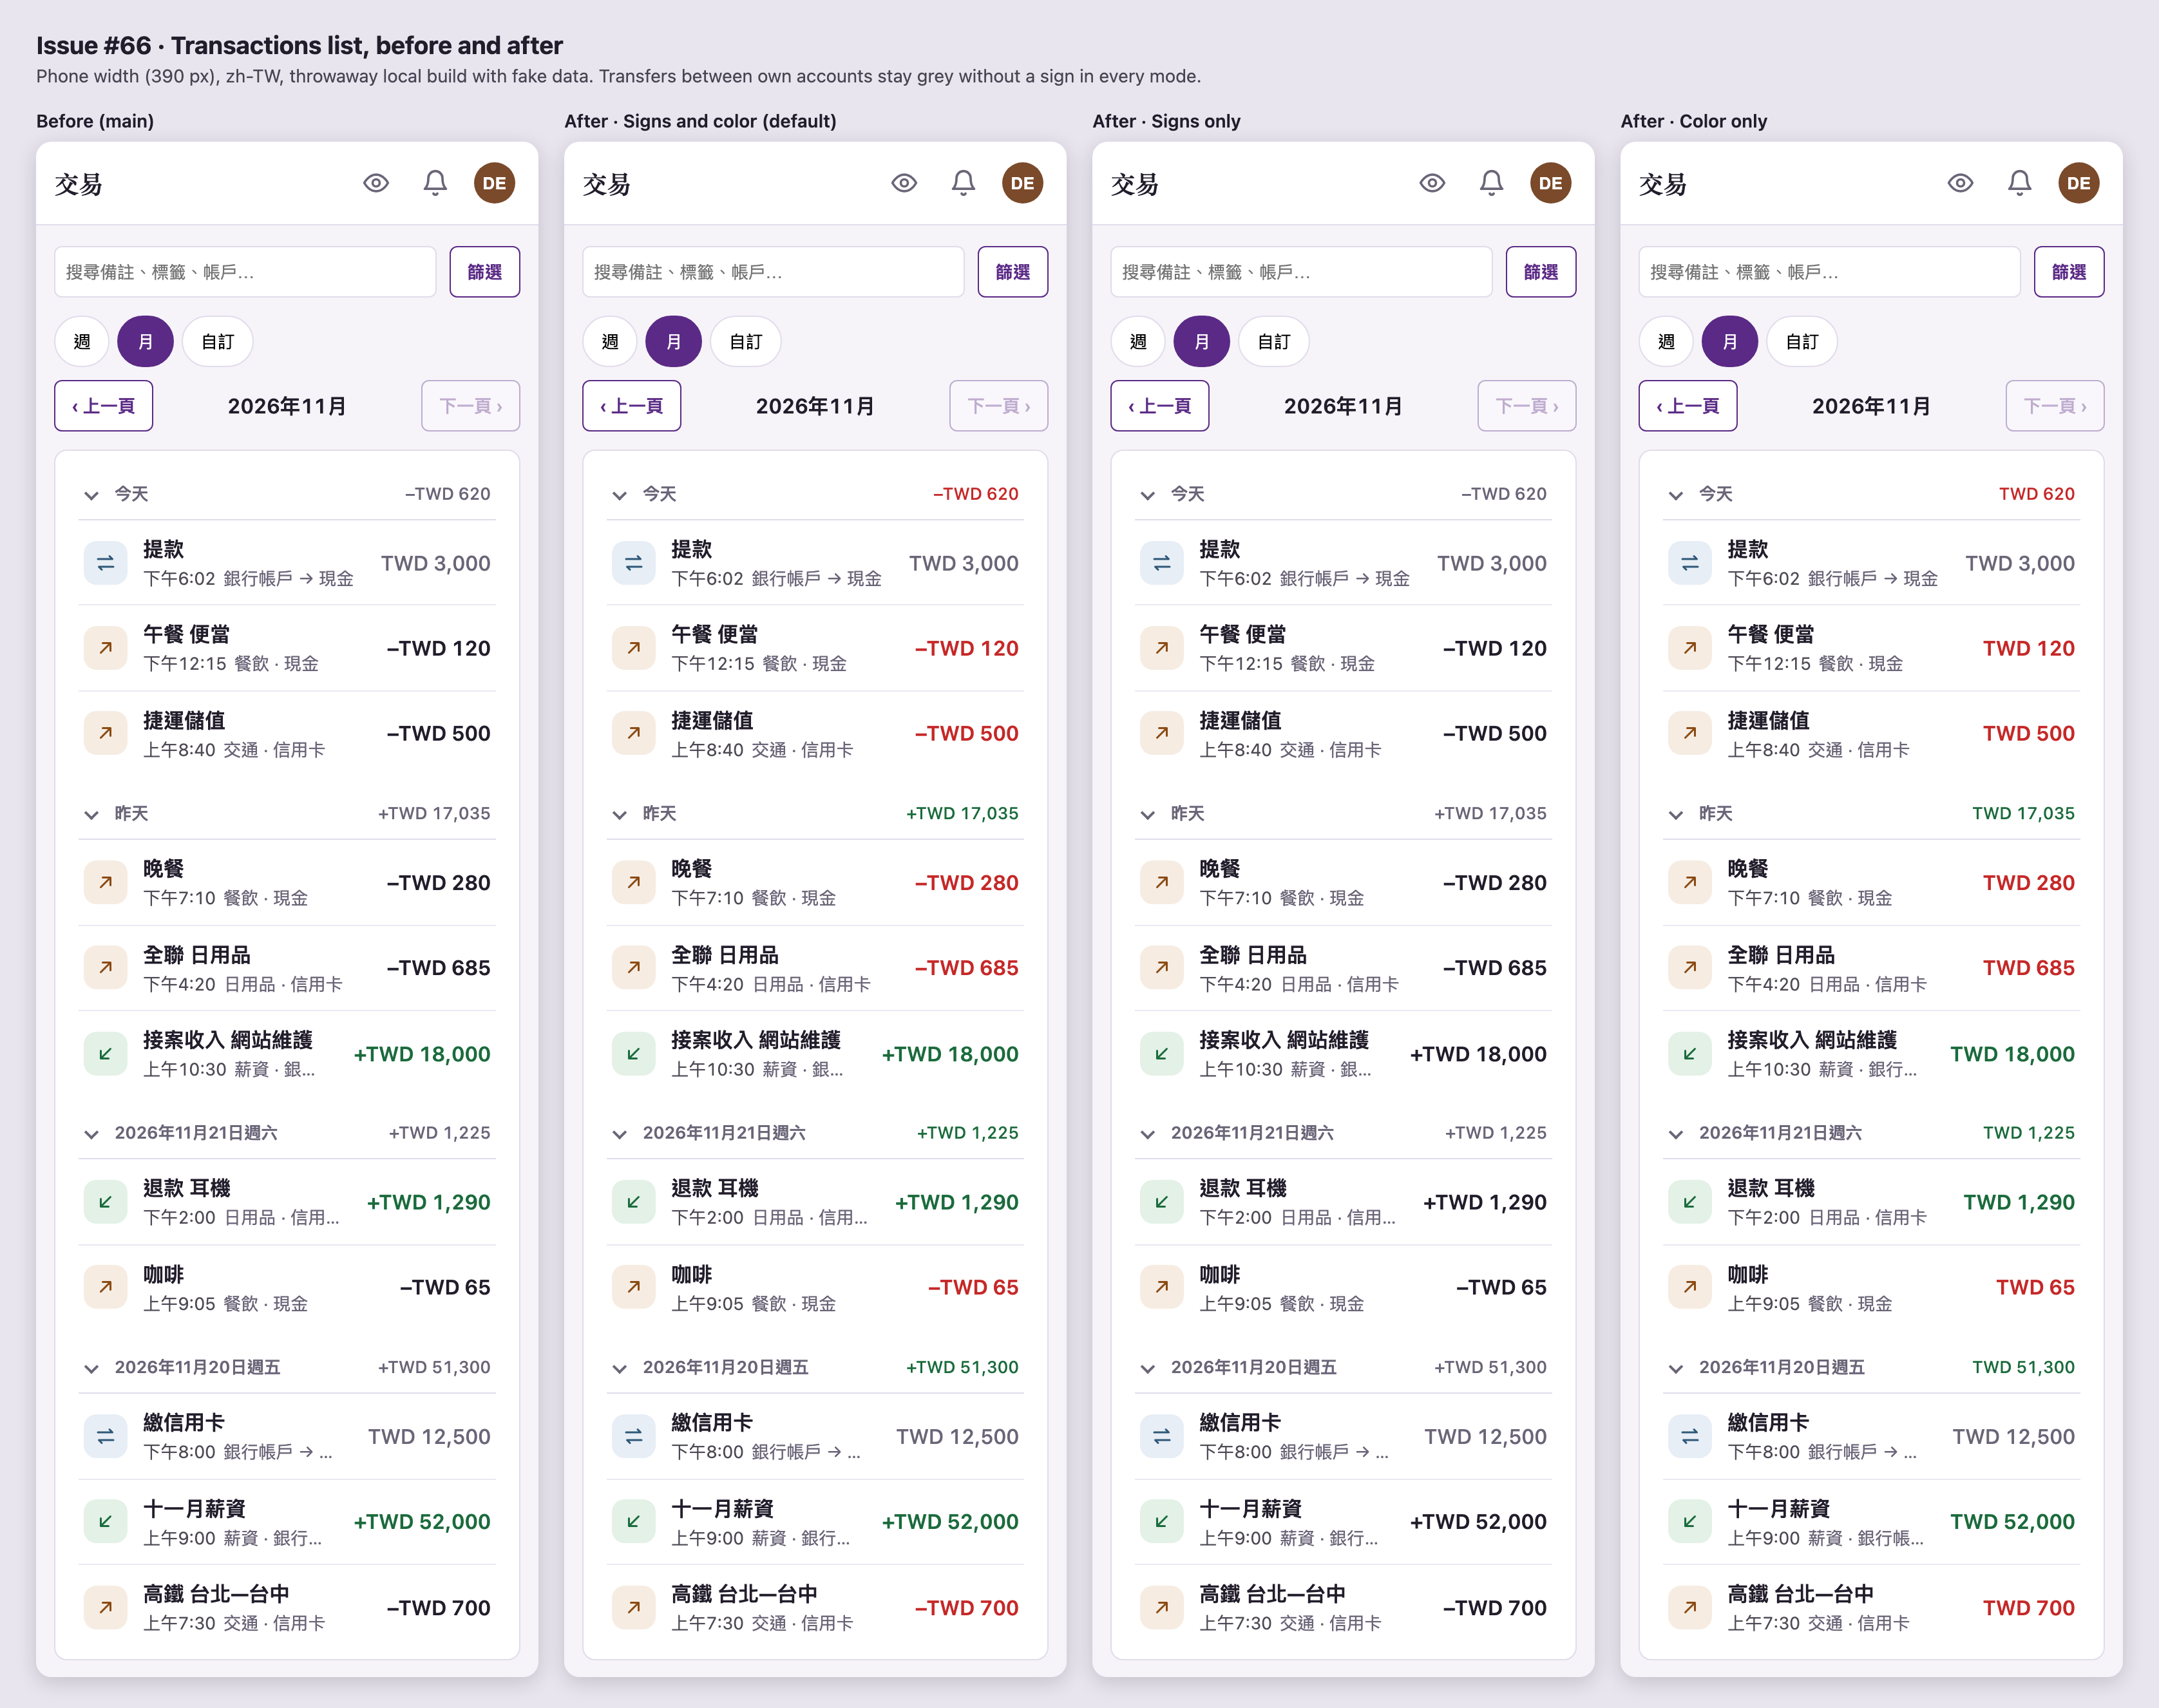 Issue #66 · Transactions list, before and after
Phone width (390 px), zh-TW, throwaway local build with fake data. Transfers between own accounts stay grey without a sign in every mode.
Before (main)
交易
DE
搜尋備註、標籤、帳戶...
篩選
週 月 自訂
‹ 上一頁 2026年11月 下一頁 ›
今天 –TWD 620
提款
下午6:02 銀行帳戶 → 現金
TWD 3,000
午餐 便當
下午12:15 餐飲 · 現金
–TWD 120
捷運儲值
上午8:40 交通 · 信用卡
–TWD 500
昨天 +TWD 17,035
晚餐
下午7:10 餐飲 · 現金
–TWD 280
全聯 日用品
下午4:20 日用品 · 信用卡
–TWD 685
接案收入 網站維護
上午10:30 薪資 · 銀...
+TWD 18,000
2026年11月21日週六 +TWD 1,225
退款 耳機
下午2:00 日用品 · 信用...
+TWD 1,290
咖啡
上午9:05 餐飲 · 現金
–TWD 65
2026年11月20日週五 +TWD 51,300
繳信用卡
下午8:00 銀行帳戶 → ...
TWD 12,500
十一月薪資
上午9:00 薪資 · 銀行...
+TWD 52,000
高鐵 台北—台中
上午7:30 交通 · 信用卡
–TWD 700
After · Signs and color (default)
交易
DE
搜尋備註、標籤、帳戶...
篩選
週 月 自訂
‹ 上一頁 2026年11月 下一頁 ›
今天 –TWD 620
提款
下午6:02 銀行帳戶 → 現金
TWD 3,000
午餐 便當
下午12:15 餐飲 · 現金
–TWD 120
捷運儲值
上午8:40 交通 · 信用卡
–TWD 500
昨天 +TWD 17,035
晚餐
下午7:10 餐飲 · 現金
–TWD 280
全聯 日用品
下午4:20 日用品 · 信用卡
–TWD 685
接案收入 網站維護
上午10:30 薪資 · 銀...
+TWD 18,000
2026年11月21日週六 +TWD 1,225
退款 耳機
下午2:00 日用品 · 信用...
+TWD 1,290
咖啡
上午9:05 餐飲 · 現金
–TWD 65
2026年11月20日週五 +TWD 51,300
繳信用卡
下午8:00 銀行帳戶 → ...
TWD 12,500
十一月薪資
上午9:00 薪資 · 銀行...
+TWD 52,000
高鐵 台北—台中
上午7:30 交通 · 信用卡
–TWD 700
After · Signs only
交易
DE
搜尋備註、標籤、帳戶...
篩選
週 月 自訂
‹ 上一頁 2026年11月 下一頁 ›
今天 –TWD 620
提款
下午6:02 銀行帳戶 → 現金
TWD 3,000
午餐 便當
下午12:15 餐飲 · 現金
–TWD 120
捷運儲值
上午8:40 交通 · 信用卡
–TWD 500
昨天 +TWD 17,035
晚餐
下午7:10 餐飲 · 現金
–TWD 280
全聯 日用品
下午4:20 日用品 · 信用卡
–TWD 685
接案收入 網站維護
上午10:30 薪資 · 銀...
+TWD 18,000
2026年11月21日週六 +TWD 1,225
退款 耳機
下午2:00 日用品 · 信用...
+TWD 1,290
咖啡
上午9:05 餐飲 · 現金
–TWD 65
2026年11月20日週五 +TWD 51,300
繳信用卡
下午8:00 銀行帳戶 → ...
TWD 12,500
十一月薪資
上午9:00 薪資 · 銀行...
+TWD 52,000
高鐵 台北—台中
上午7:30 交通 · 信用卡
–TWD 700
After · Color only
交易
DE
搜尋備註、標籤、帳戶...
篩選
週 月 自訂
‹ 上一頁 2026年11月 下一頁 ›
今天 TWD 620
提款
下午6:02 銀行帳戶 → 現金
TWD 3,000
午餐 便當
下午12:15 餐飲 · 現金
TWD 120
捷運儲值
上午8:40 交通 · 信用卡
TWD 500
昨天 TWD 17,035
晚餐
下午7:10 餐飲 · 現金
TWD 280
全聯 日用品
下午4:20 日用品 · 信用卡
TWD 685
接案收入 網站維護
上午10:30 薪資 · 銀行...
TWD 18,000
2026年11月21日週六 TWD 1,225
退款 耳機
下午2:00 日用品 · 信用卡
TWD 1,290
咖啡
上午9:05 餐飲 · 現金
TWD 65
2026年11月20日週五 TWD 51,300
繳信用卡
下午8:00 銀行帳戶 → ...
TWD 12,500
十一月薪資
上午9:00 薪資 · 銀行帳...
TWD 52,000
高鐵 台北—台中
上午7:30 交通 · 信用卡
TWD 700